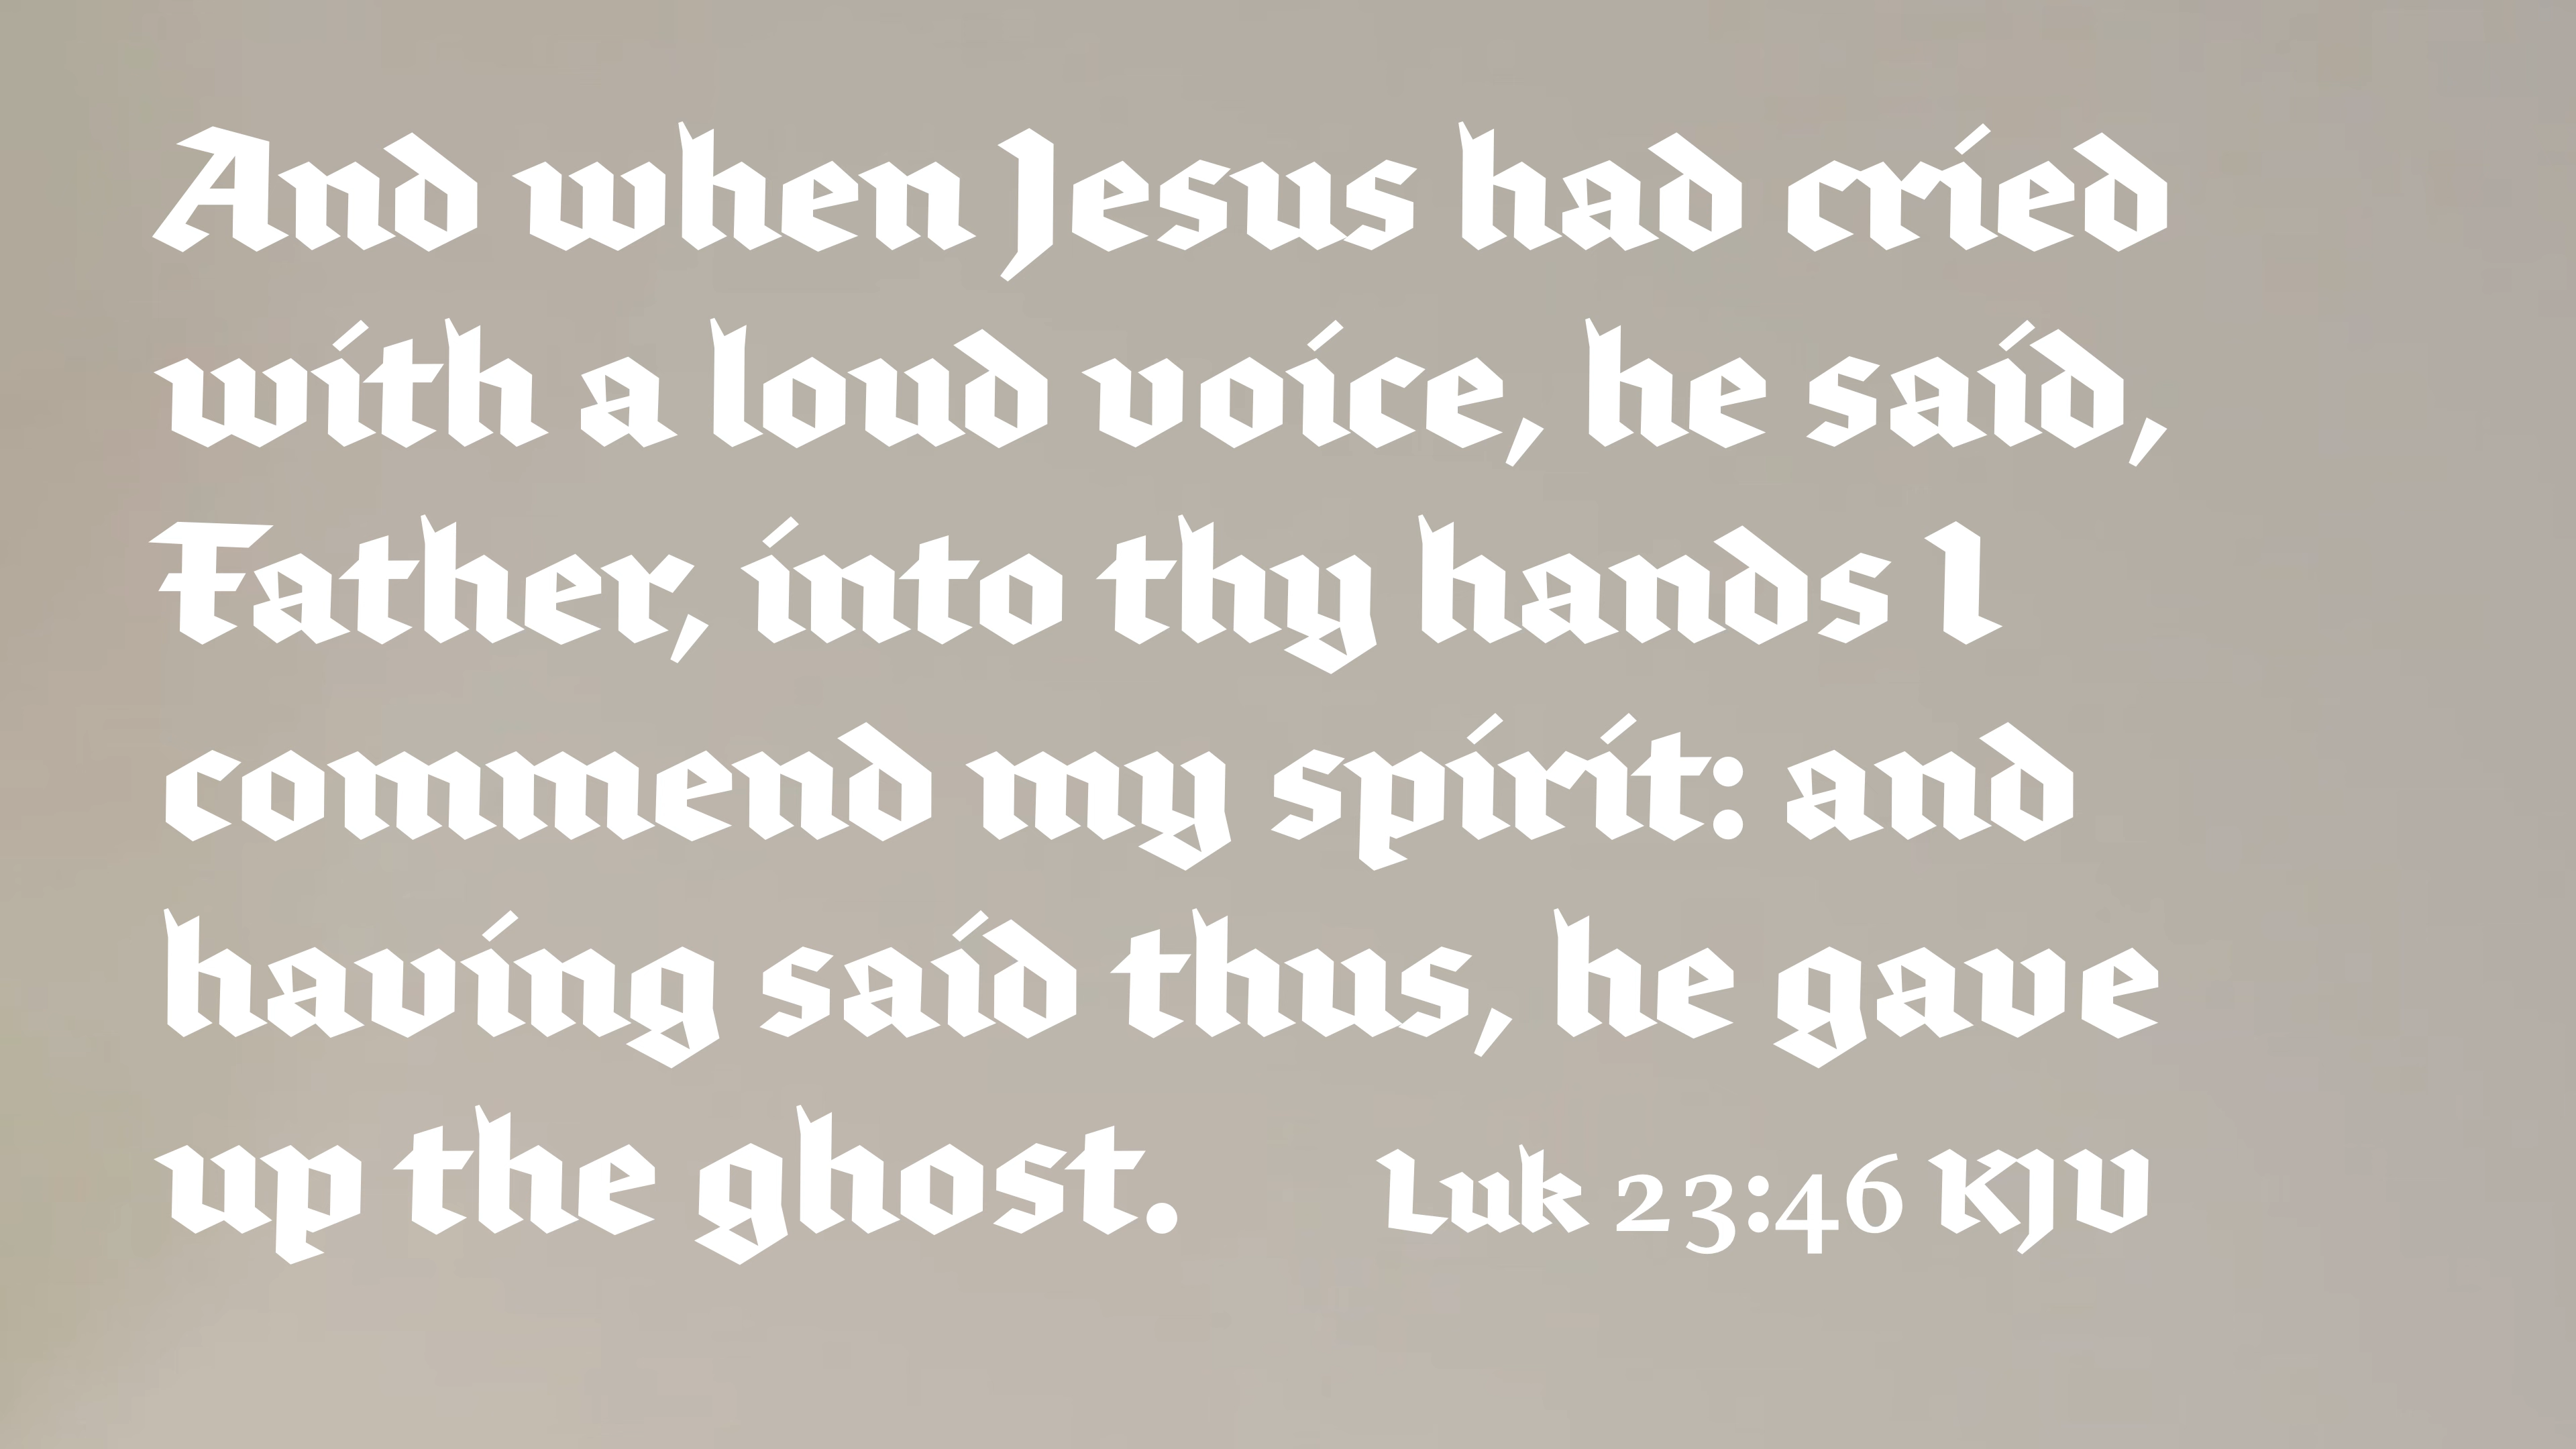 And when Jesus had cried
with a loud voice, he said,
Father, into thy hands I
commend my spirit: and
having said thus, he gave
up the ghost. Luk 23:46 KJV